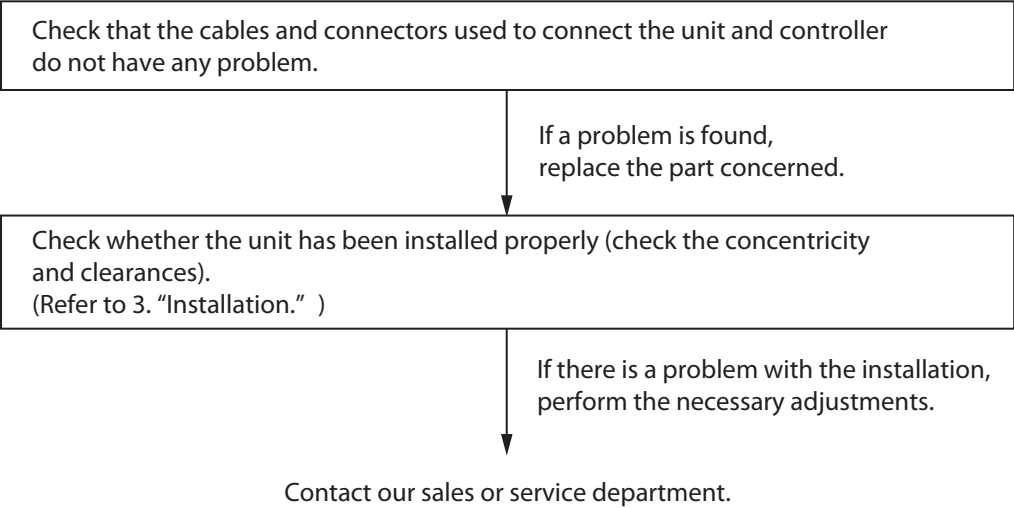 Check that the cables and connectors used to connect the unit and controller
do not have any problem.
If a problem is found,
replace the part concerned.
Check whether the unit has been installed properly (check the concentricity
and clearances).
(Refer to 3. “Installation.” )
If there is a problem with the installation,
perform the necessary adjustments.
Contact our sales or service department.